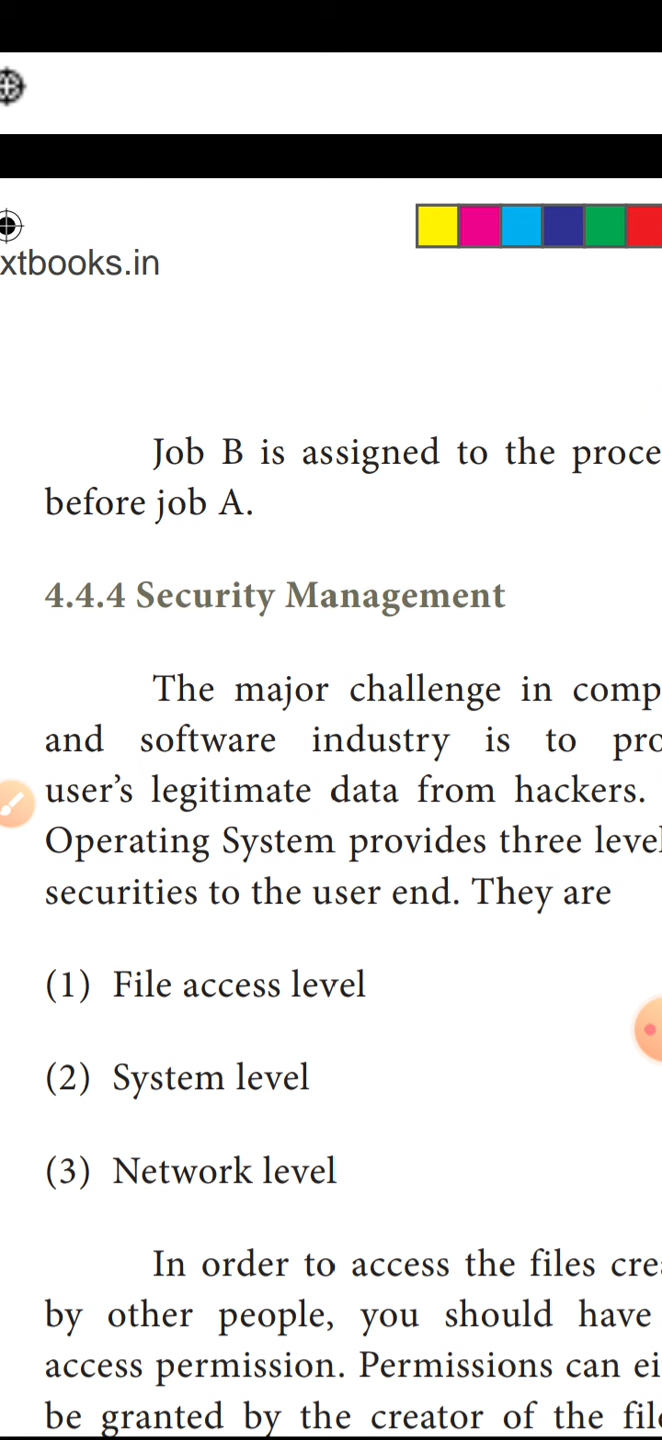 xtbooks.in
Job B is assigned to the proce
before job A.
4.4.4 Security Management
The major challenge in comp
and software industry is to pro
user’s legitimate data from hackers.
Operating System provides three level
securities to the user end. They are
(1) File access level
(2) System level
(3) Network level
In order to access the files crea
by other people, you should have
access permission. Permissions can ei
be granted by the creator of the file